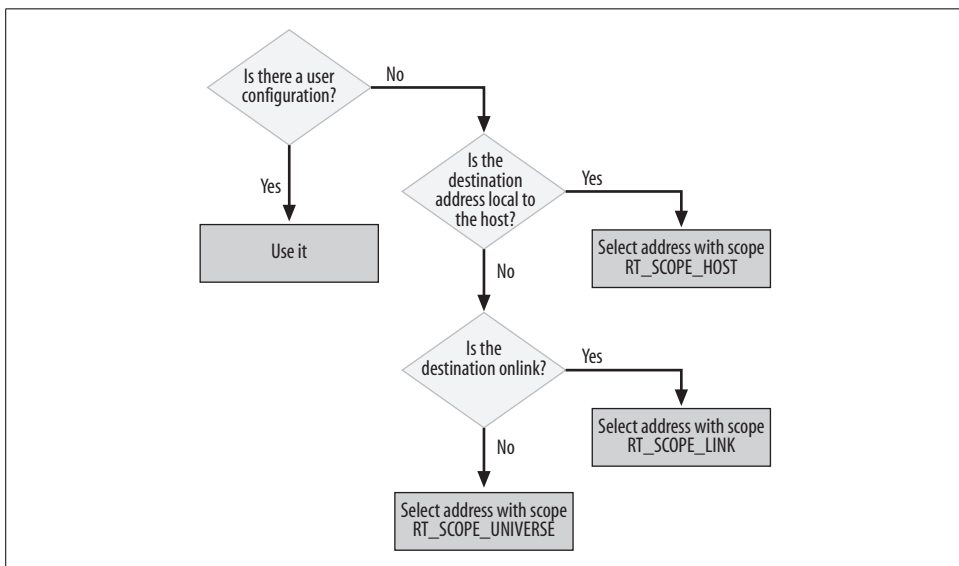 Is there a user
configuration?
No
Yes
Use it
Is the
destination
address local to
the host?
Yes
Select address with scope
RT_SCOPE_HOST
No
Is the
destination onlink?
Yes
Select address with scope
RT_SCOPE_LINK
No
Select address with scope
RT_SCOPE_UNIVERSE